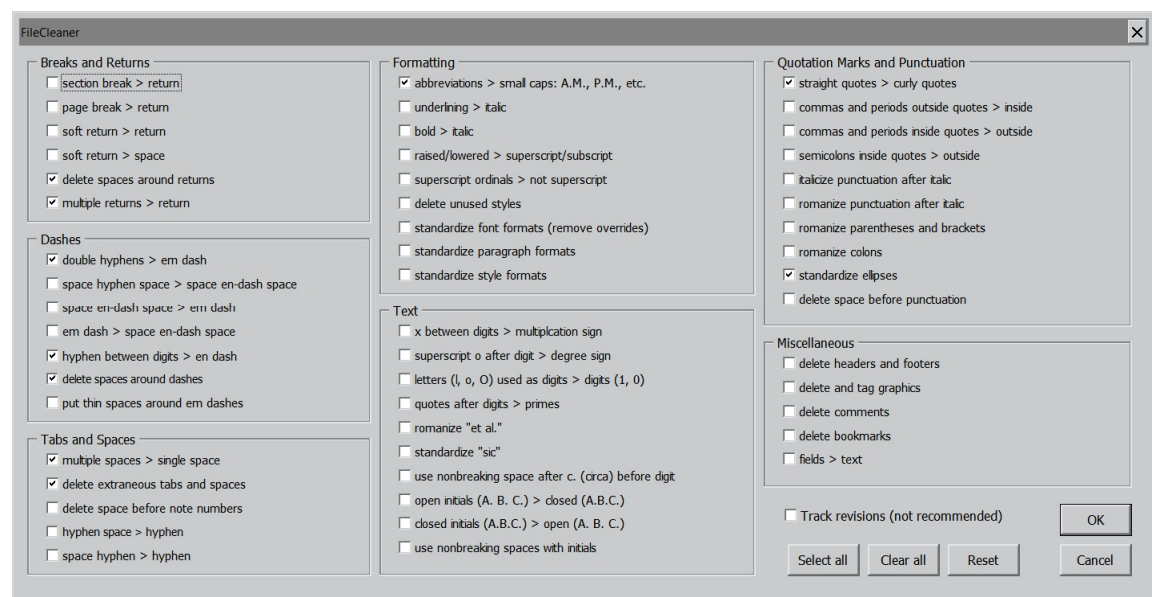 FileCleaner
Breaks and Returns
section break > return
page break > return
soft return > return
soft return > space
delete spaces around returns
multiple returns > return
Dashes
double hyphens > em dash
space hyphen space > space en-dash space
space en-dash space > em dash
em dash > space en-dash space
hyphen between digits > en dash
delete spaces around dashes
put thin spaces around em dashes
Tabs and Spaces
multiple spaces > single space
delete extraneous tabs and spaces
delete space before note numbers
hyphen space > hyphen
space hyphen > hyphen
Formatting
abbreviations > small caps: A.M., P.M., etc.
underlining > italic
bold > italic
raised/lowered > superscript/subscript
superscript ordinals > not superscript
delete unused styles
standardize font formats (remove overrides)
standardize paragraph formats
standardize style formats
Text
x between digits > multiplcation sign
superscript o after digit > degree sign
letters (l, o, O) used as digits > digits (1, 0)
quotes after digits > primes
romanize "et al."
standardize "sic"
use nonbreaking space after c. (circa) before digit
open initials (A. B. C.) > closed (A.B.C.)
closed initials (A.B.C.) > open (A. B. C.)
use nonbreaking spaces with initials
Quotation Marks and Punctuation
straight quotes > curly quotes
commas and periods outside quotes > inside
commas and periods inside quotes > outside
semicolons inside quotes > outside
italicize punctuation after italic
romanize punctuation after italic
romanize parentheses and brackets
romanize colons
standardize ellipses
delete space before punctuation
Miscellaneous
delete headers and footers
delete and tag graphics
delete comments
delete bookmarks
fields > text
Track revisions (not recommended)
OK
Select all
Clear all
Reset
Cancel